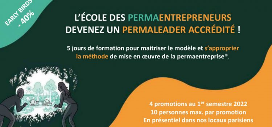 EARLY BIRDS
- 40%
L'ÉCOLE DES PERMAENTREPRENEURS
DEVENEZ UN PERMALEADER ACCRÉDITÉ !
5 jours de formation pour maitriser le modèle et s'approprier
la méthode de mise en œuvre de la permaentreprise®.
4 promotions au 1er semestre 2022
10 personnes max. par promotion
En présentiel dans nos locaux parisiens